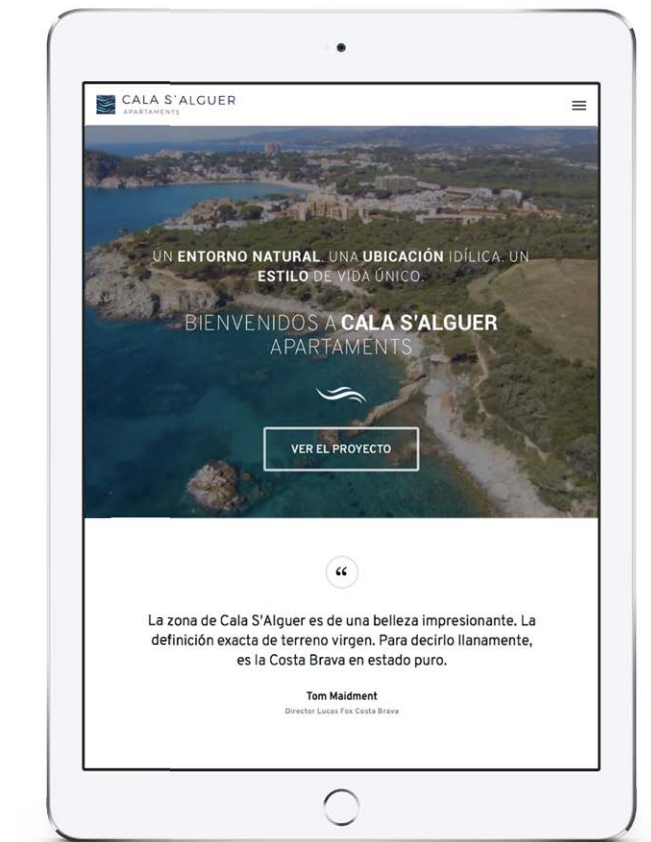 CALA S'ALGUER
APARTAMENTS
UN ENTORNO NATURAL. UNA UBICACIÓN IDÍLICA. UN
ESTILO DE VIDA ÚNICO.
BIENVENIDOS A CALA S'ALGUER
APARTAMENTS
VER EL PROYECTO
“
La zona de Cala S'Alguer es de una belleza impresionante. La
definición exacta de terreno virgen. Para decirlo llanamente,
es la Costa Brava en estado puro.
Tom Maidment
Director Lucas Fox Costa Brava